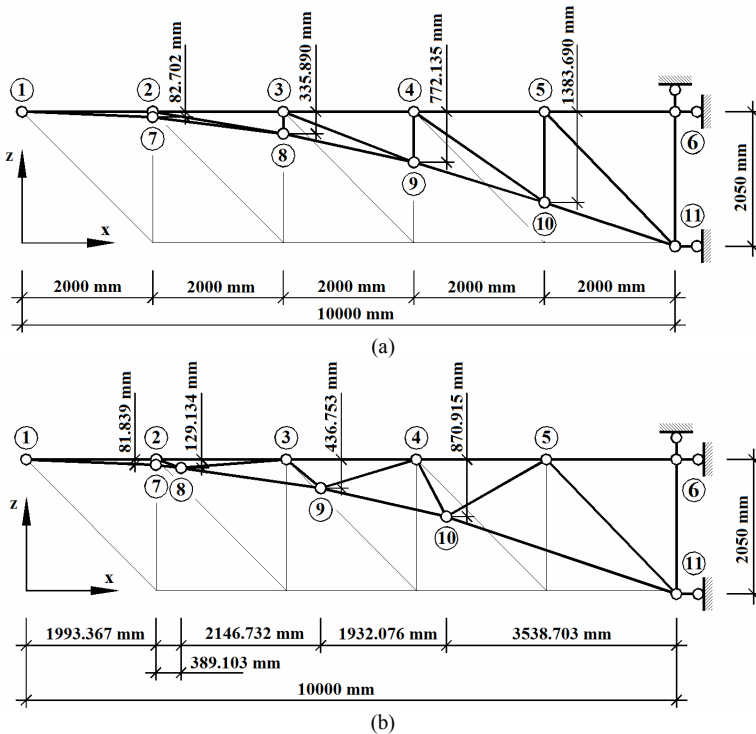 82.702 mm
335.890 mm
772.135 mm
1383.690 mm
1 2 3 4 5
6
7
8
9
10
11
z
x
2050 mm
2000 mm 2000 mm 2000 mm 2000 mm 2000 mm
10000 mm
(a)
81.839 mm
129.134 mm
436.753 mm
870.915 mm
1 2 3 4 5
6
7 8
9
10
11
z
x
2050 mm
1993.367 mm 2146.732 mm 1932.076 mm 3538.703 mm
389.103 mm
10000 mm
(b)